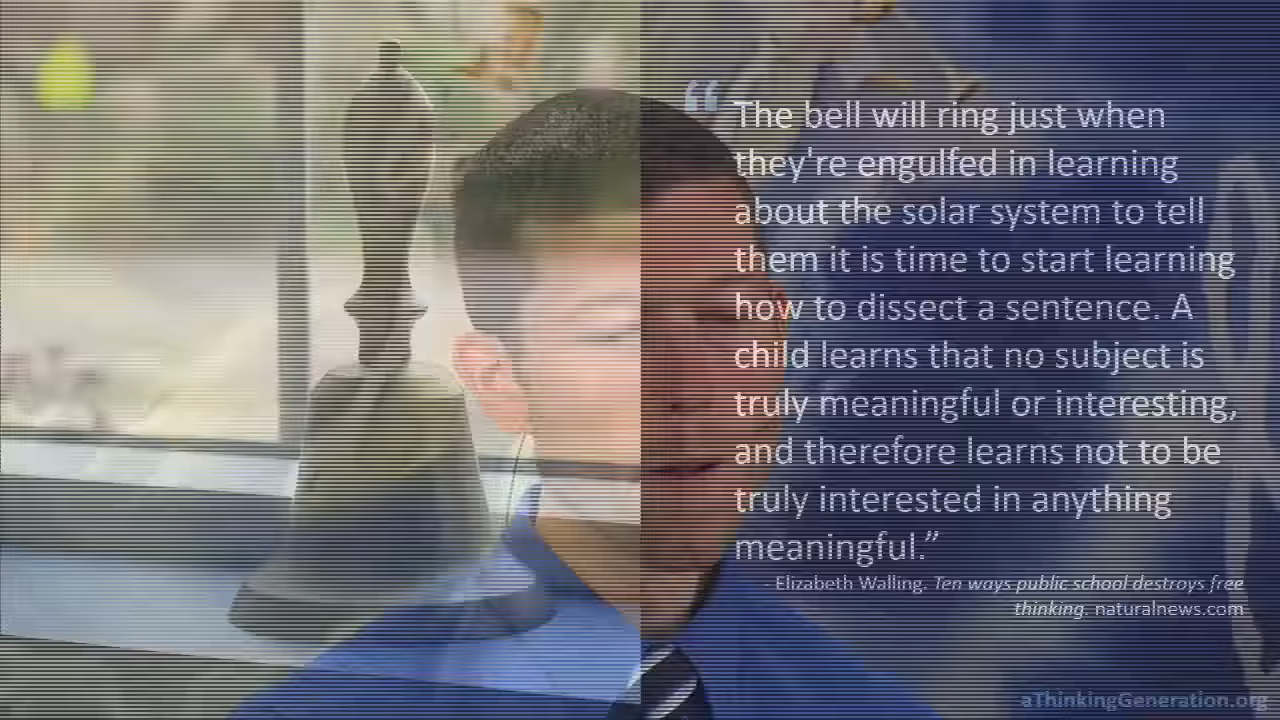 “The bell will ring just when
they're engulfed in learning
about the solar system to tell
them it is time to start learning
how to dissect a sentence. A
child learns that no subject is
truly meaningful or interesting,
and therefore learns not to be
truly interested in anything
meaningful.”
- Elizabeth Walling. Ten ways public school destroys free
thinking. naturalnews.com
aThinkingGeneration.org